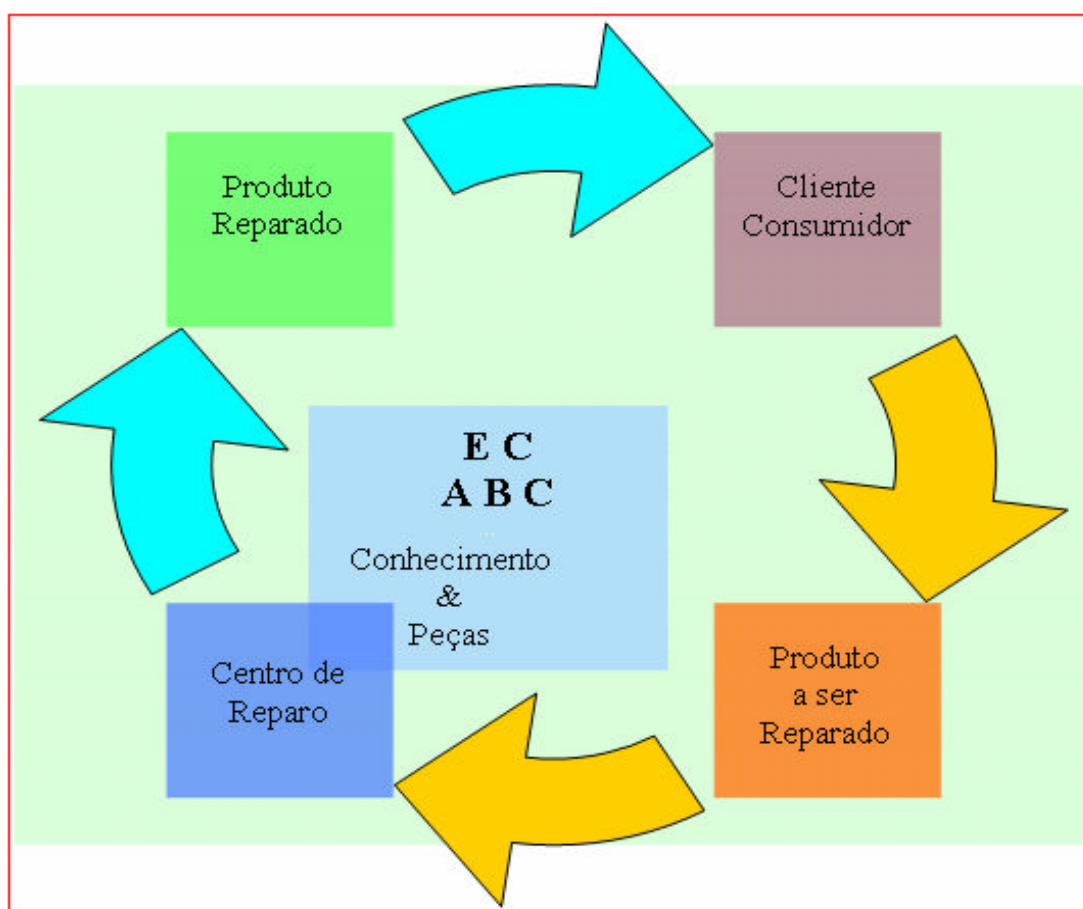 Produto
Reparado
Cliente
Consumidor
E C
A B C
Conhecimento
&
Peças
Centro de
Reparo
Produto
a ser
Reparado